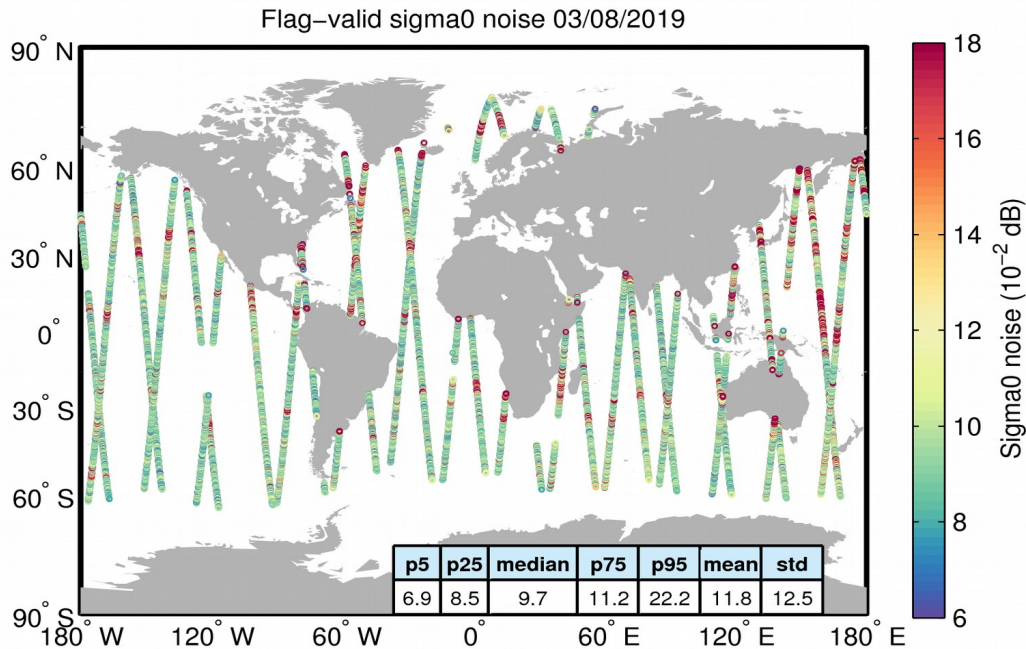 Flag−valid sigma0 noise 03/08/2019
90° N
60° N
30° N
0°
30° S
60° S
90° S
180° W
120° W
60° W
0°
60° E
120° E
180° E
p5 p25 median p75 p95 mean std
6.9 8.5 9.7 11.2 22.2 11.8 12.5
18
16
14
12
10
8
6
Sigma0 noise (10⁻² dB)